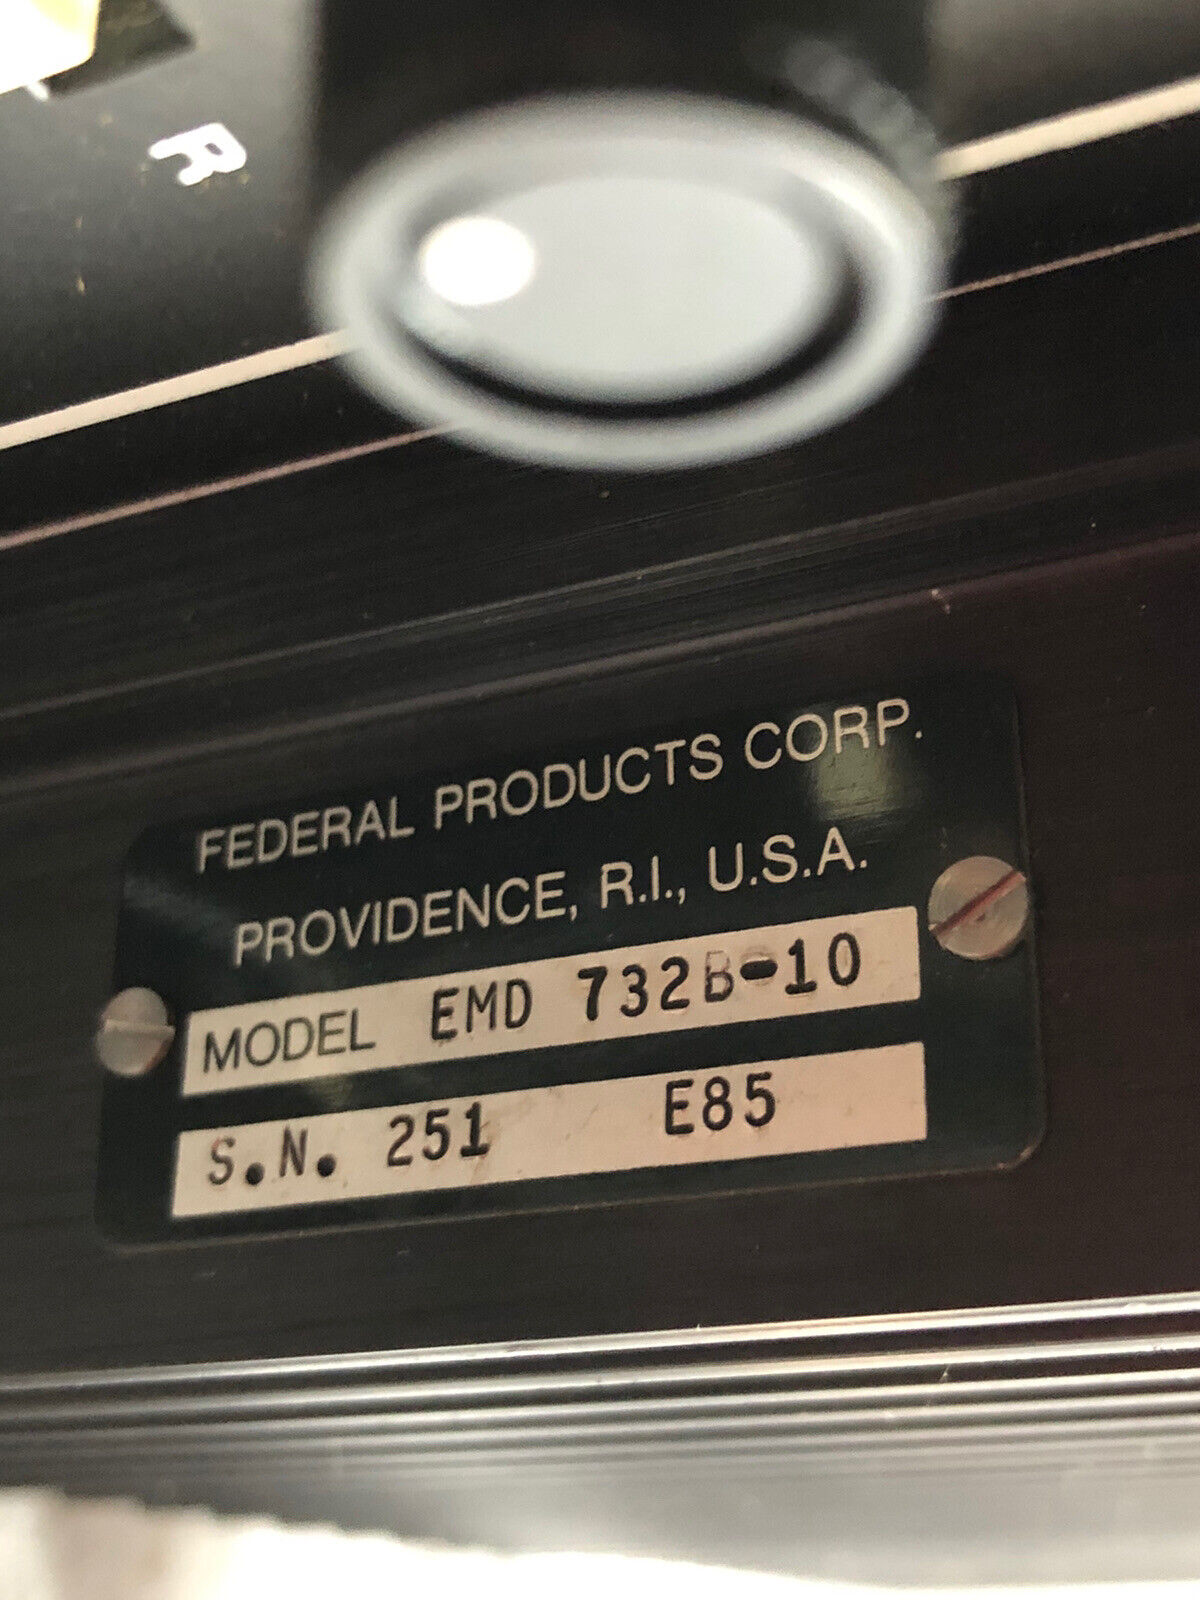 R
FEDERAL PRODUCTS CORP.
PROVIDENCE, R.I., U.S.A.
MODEL EMD 732B-10
S.N. 251 E85